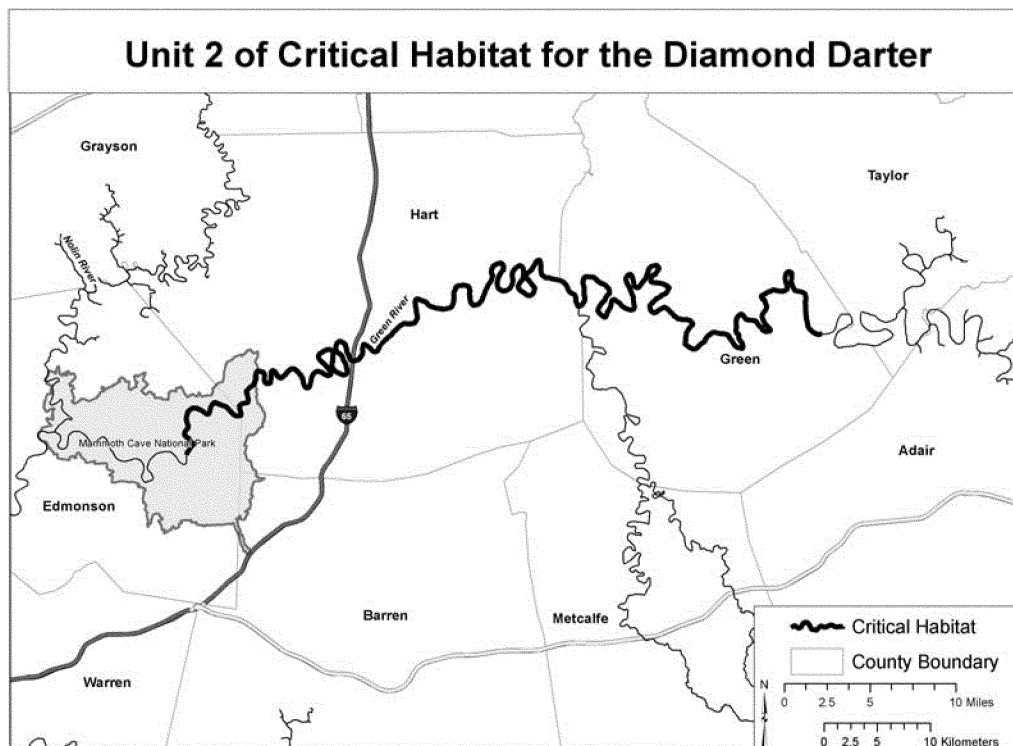 Unit 2 of Critical Habitat for the Diamond Darter
Grayson
Taylor
Hart
Nolin River
Green River
Green
65
Mammoth Cave National Park
Adair
Edmonson
Barren
Metcalfe
Critical Habitat
County Boundary
Warren
N
0 2.5 5 10 Miles
0 2.5 5 10 Kilometers